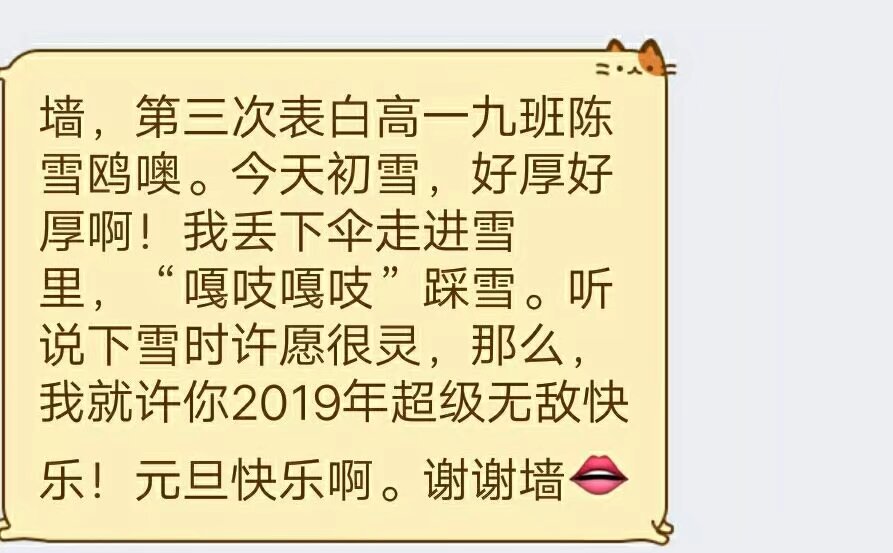 墙，第三次表白高一九班陈
雪鸥噢。今天初雪，好厚好
厚啊！我丢下伞走进雪
里，“嘎吱嘎吱”踩雪。听
说下雪时许愿很灵，那么，
我就许你2019年超级无敌快
乐！元旦快乐啊。谢谢墙👄